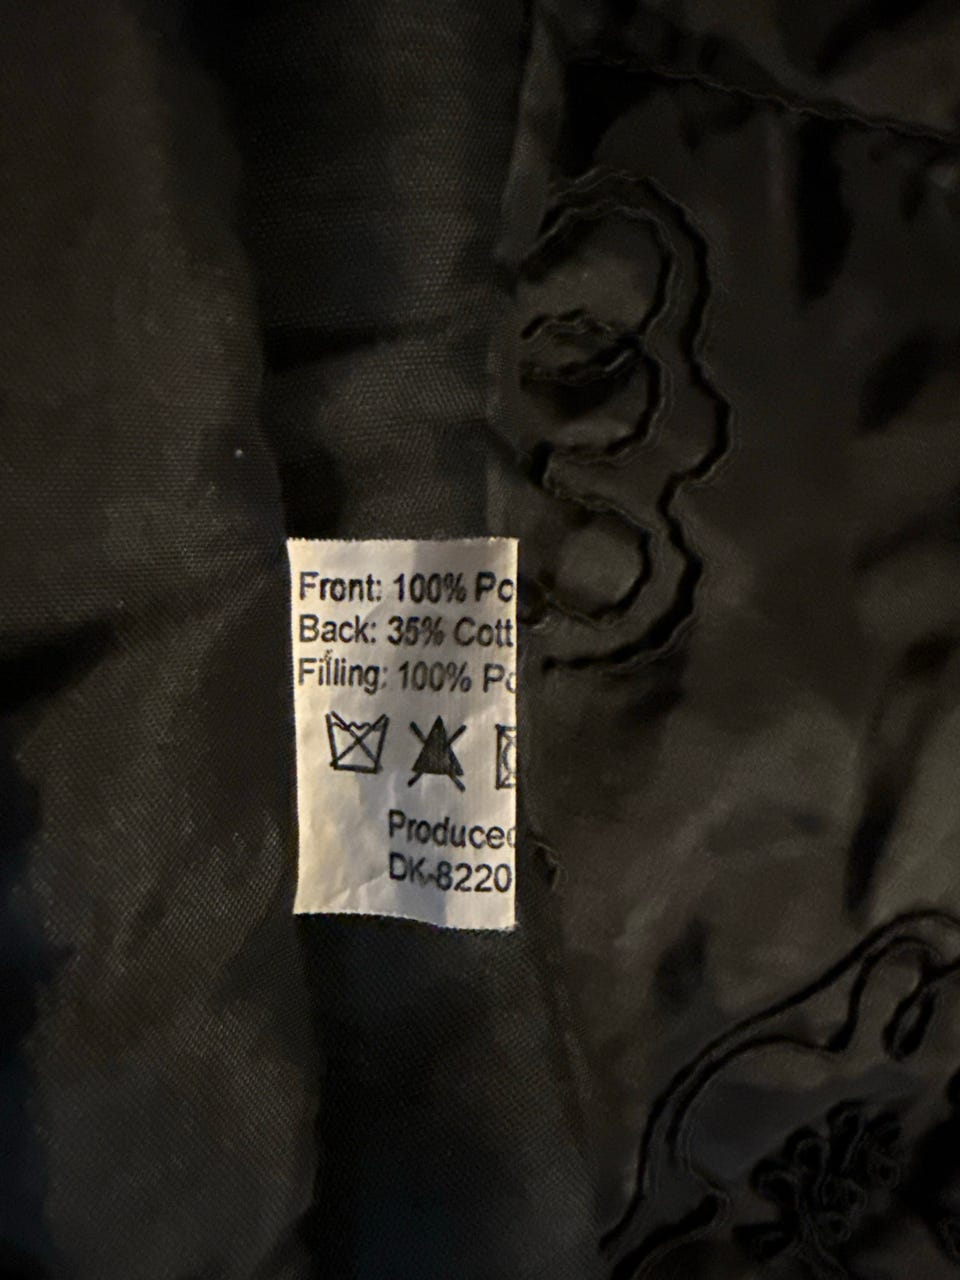 Front: 100% Po
Back: 35% Cott
Filling: 100% Po
Produced
DK-8220